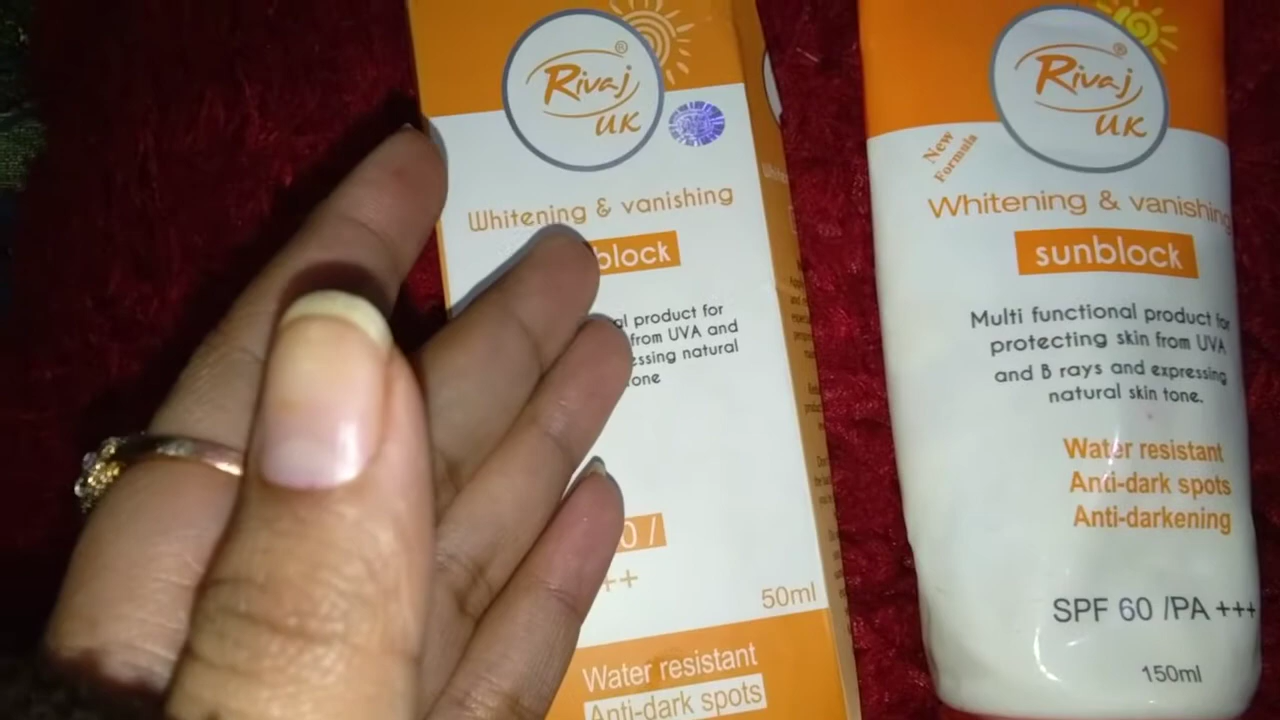 Rivaj®
UK
Whitening & vanishing
block
al product for
from UVA and
essing natural
one
0 /
++
50ml
Water resistant
Anti-dark spots
Rivaj®
UK
New
Formula
Whitening & vanishing
sunblock
Multi functional product for
protecting skin from UVA
and B rays and expressing
natural skin tone.
Water resistant
Anti-dark spots
Anti-darkening
SPF 60 /PA +++
150ml